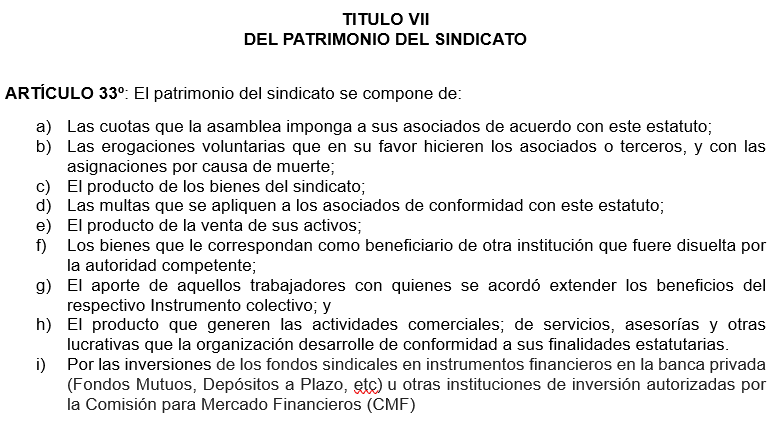 TITULO VII
DEL PATRIMONIO DEL SINDICATO
ARTÍCULO 33º: El patrimonio del sindicato se compone de:
a) Las cuotas que la asamblea imponga a sus asociados de acuerdo con este estatuto;
b) Las erogaciones voluntarias que en su favor hicieren los asociados o terceros, y con las
asignaciones por causa de muerte;
c) El producto de los bienes del sindicato;
d) Las multas que se apliquen a los asociados de conformidad con este estatuto;
e) El producto de la venta de sus activos;
f) Los bienes que le correspondan como beneficiario de otra institución que fuere disuelta por
la autoridad competente;
g) El aporte de aquellos trabajadores con quienes se acordó extender los beneficios del
respectivo Instrumento colectivo; y
h) El producto que generen las actividades comerciales; de servicios, asesorías y otras
lucrativas que la organización desarrolle de conformidad a sus finalidades estatutarias.
i) Por las inversiones de los fondos sindicales en instrumentos financieros en la banca privada
(Fondos Mutuos, Depósitos a Plazo, etc) u otras instituciones de inversión autorizadas por
la Comisión para Mercado Financieros (CMF)